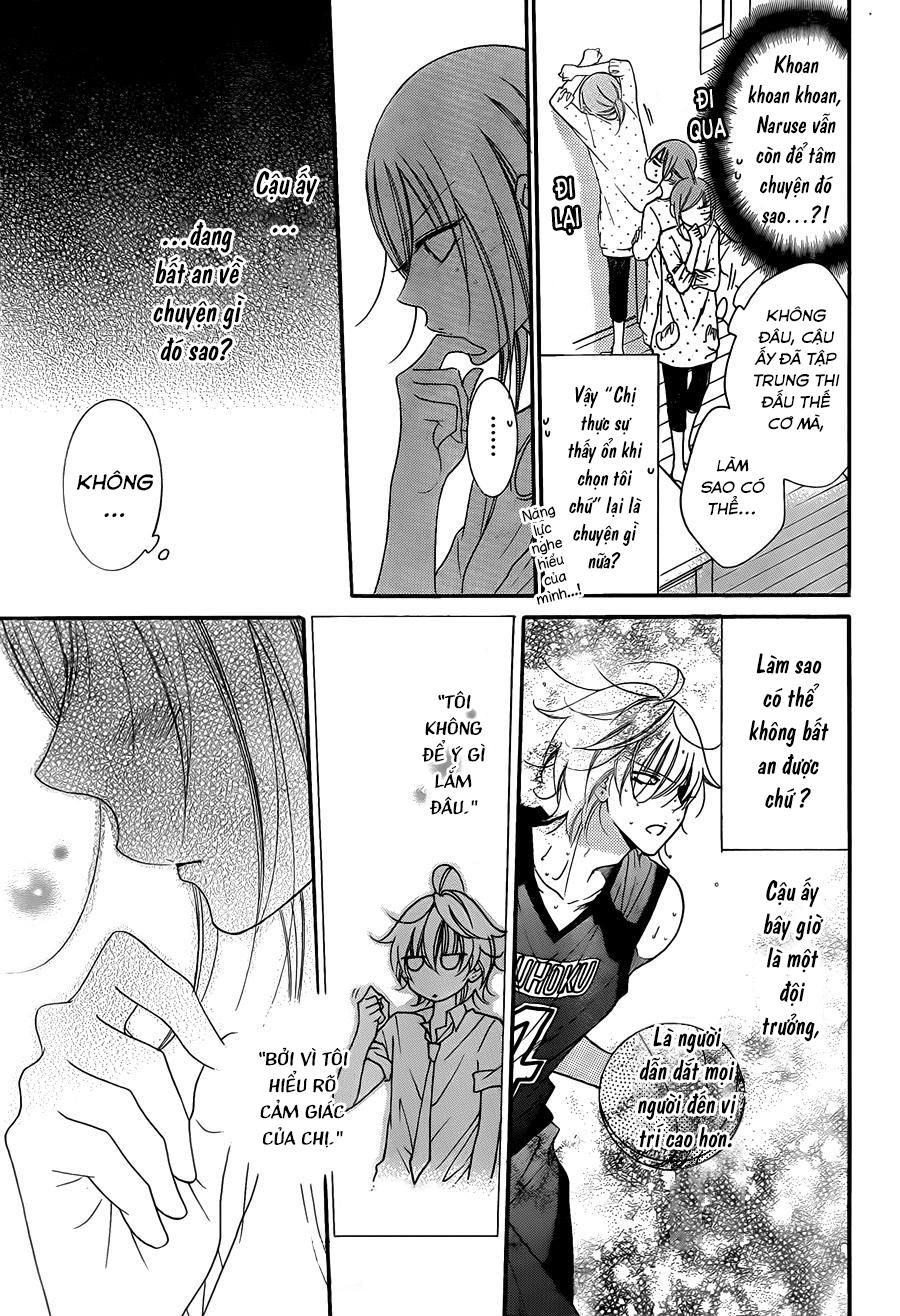 Khoan
khoan khoan,
Naruse vẫn
còn để tâm
chuyện đó
sao...?!
ĐI
QUA
ĐI
LẠI
KHÔNG
ĐÂU, CẬU
ẤY ĐÃ TẬP
TRUNG THI
ĐẤU THẾ
CƠ MÀ,
LÀM
SAO CÓ
THỂ...
Vậy “Chị
thực sự
thấy ổn khi
chọn tôi
chứ” lại là
chuyện gì
nữa?
Năng
lực
nghe
hiểu
của
mình...!
......
Cậu ấy
...
...đang
bất an về
chuyện gì
đó sao?
KHÔNG
...
Làm sao
có thể
không bất
an được
chứ ?
Cậu ấy
bây giờ
là một
đội
trưởng,
Là người
dẫn dắt mọi
người đến vị
trí cao hơn.
UHOKU
"TÔI
KHÔNG
ĐỂ Ý GÌ
LẮM
ĐÂU."
"BỞI VÌ TÔI
HIỂU RÕ
CẢM GIÁC
CỦA CHỊ."